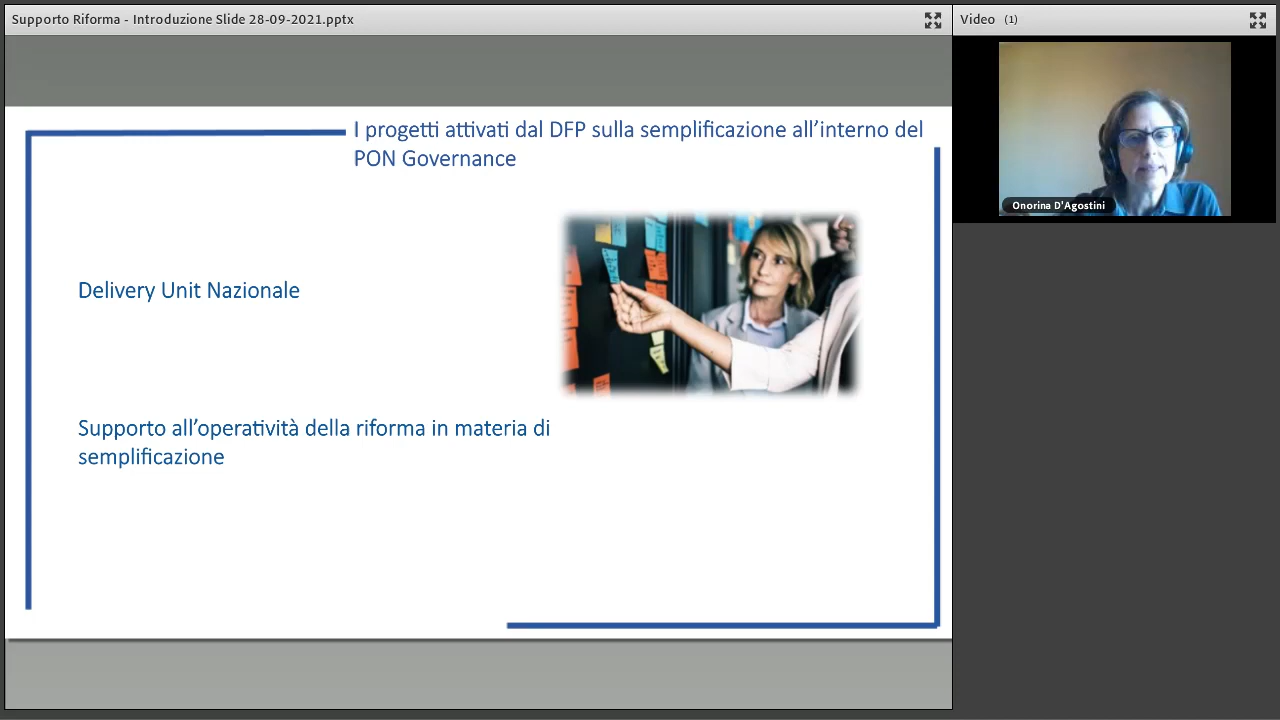 Supporto Riforma - Introduzione Slide 28-09-2021.pptx
Video (1)
I progetti attivati dal DFP sulla semplificazione all’interno del
PON Governance
Delivery Unit Nazionale
Supporto all’operatività della riforma in materia di
semplificazione
Onorina D'Agostini